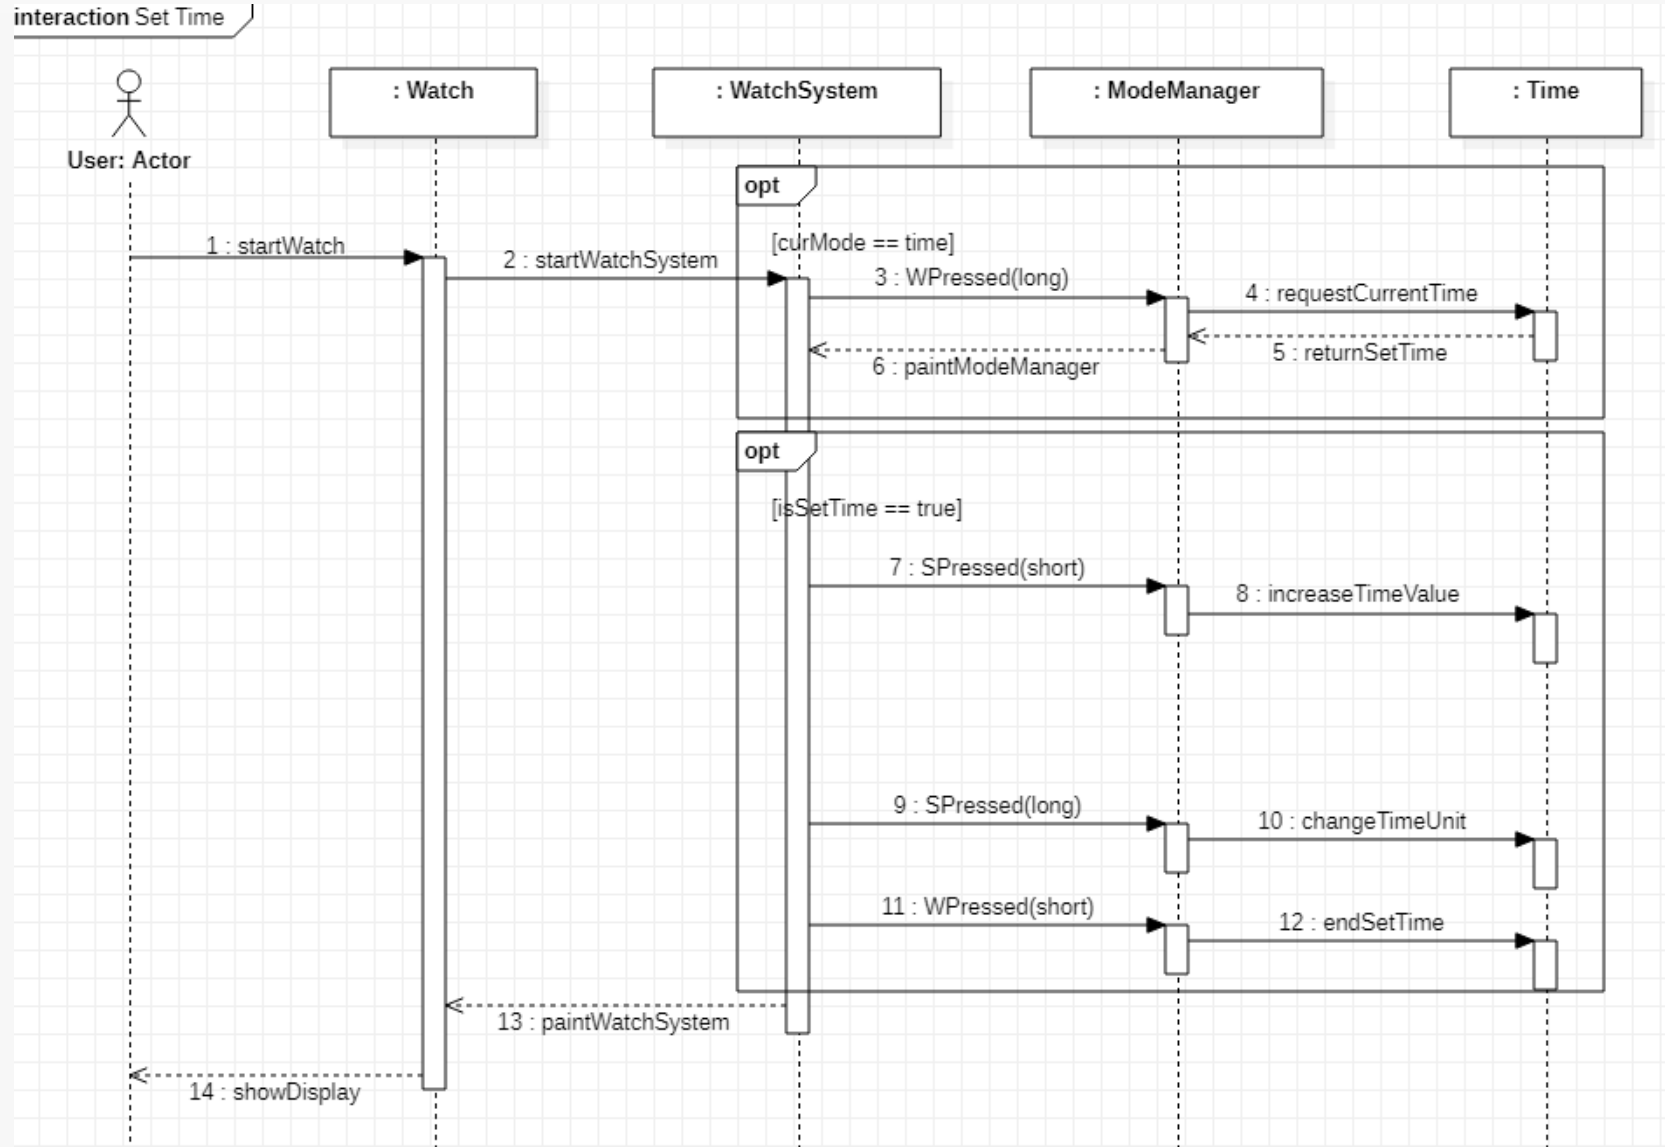 interaction Set Time
: Watch
: WatchSystem
: ModeManager
: Time
User: Actor
opt
[curMode == time]
1 : startWatch
2 : startWatchSystem
3 : WPressed(long)
4 : requestCurrentTime
5 : returnSetTime
6 : paintModeManager
opt
[isSetTime == true]
7 : SPressed(short)
8 : increaseTimeValue
9 : SPressed(long)
10 : changeTimeUnit
11 : WPressed(short)
12 : endSetTime
13 : paintWatchSystem
14 : showDisplay